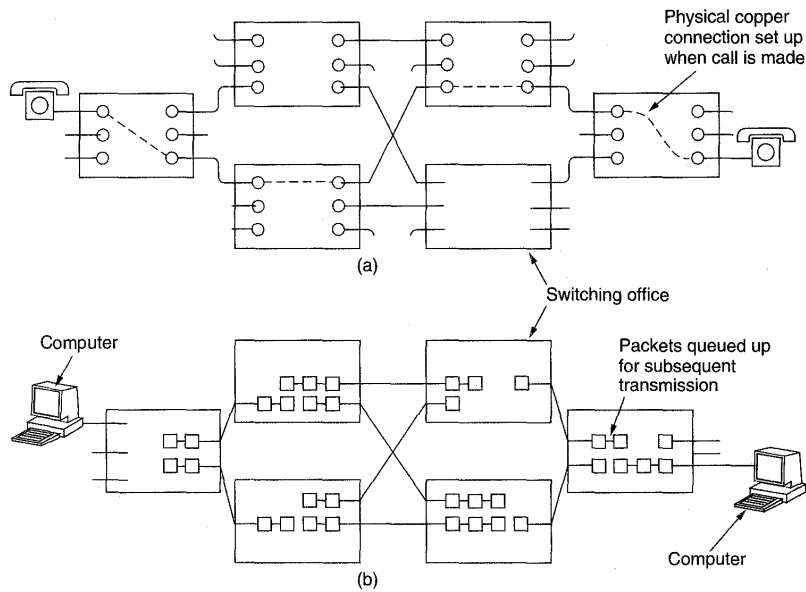 Physical copper
connection set up
when call is made
(a)
Switching office
Computer
Packets queued up
for subsequent
transmission
Computer
(b)